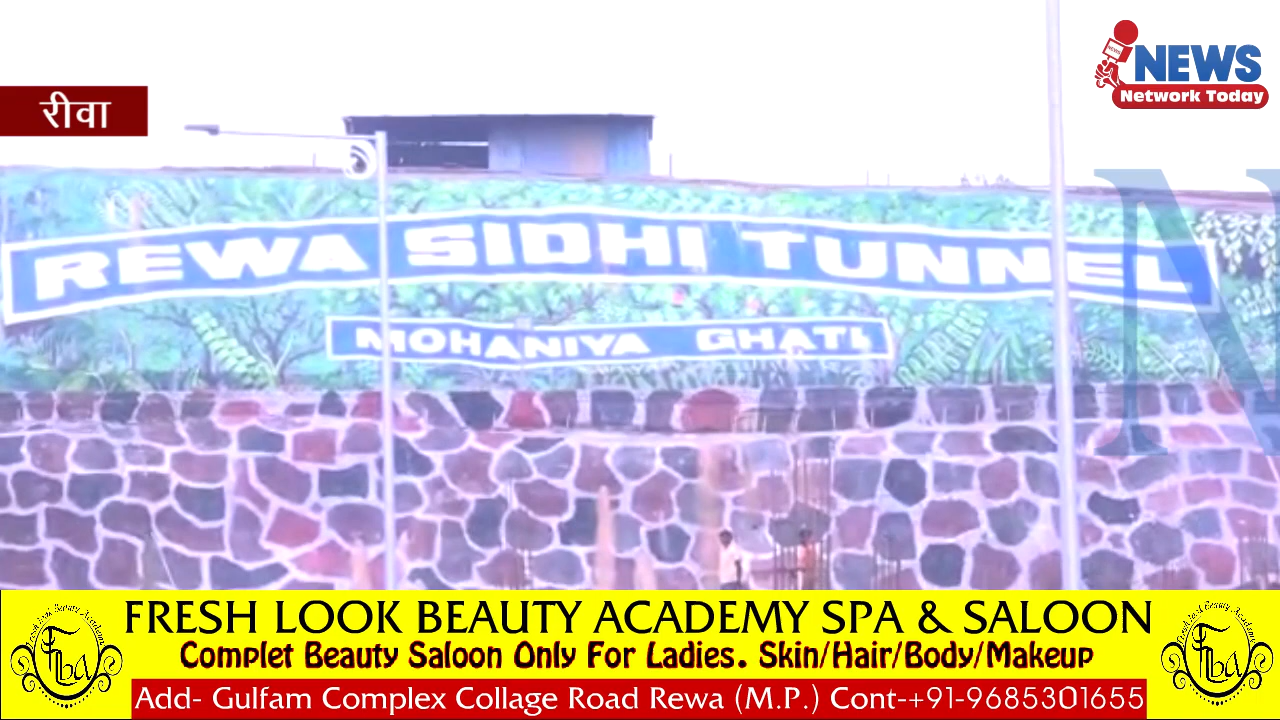 NEWS
Network Today
रीवा
REWA SIDHI TUNNEL
MOHANIYA GHATI
N
FRESH LOOK BEAUTY ACADEMY SPA & SALOON
Complet Beauty Saloon Only For Ladies. Skin/Hair/Body/Makeup
Add- Gulfam Complex Collage Road Rewa (M.P.) Cont-+91-9685301655